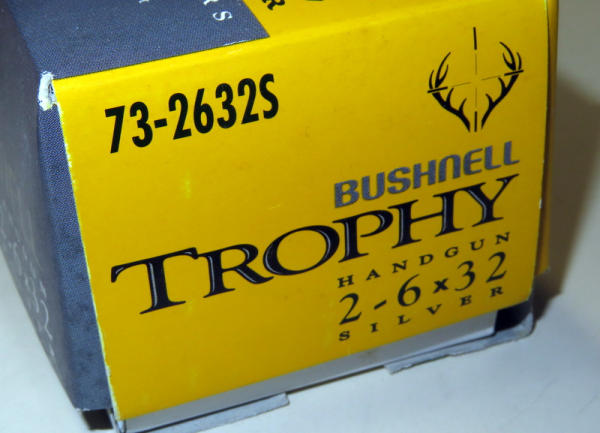 73-2632S
BUSHNELL
TROPHY
HANDGUN
2-6x32
SILVER